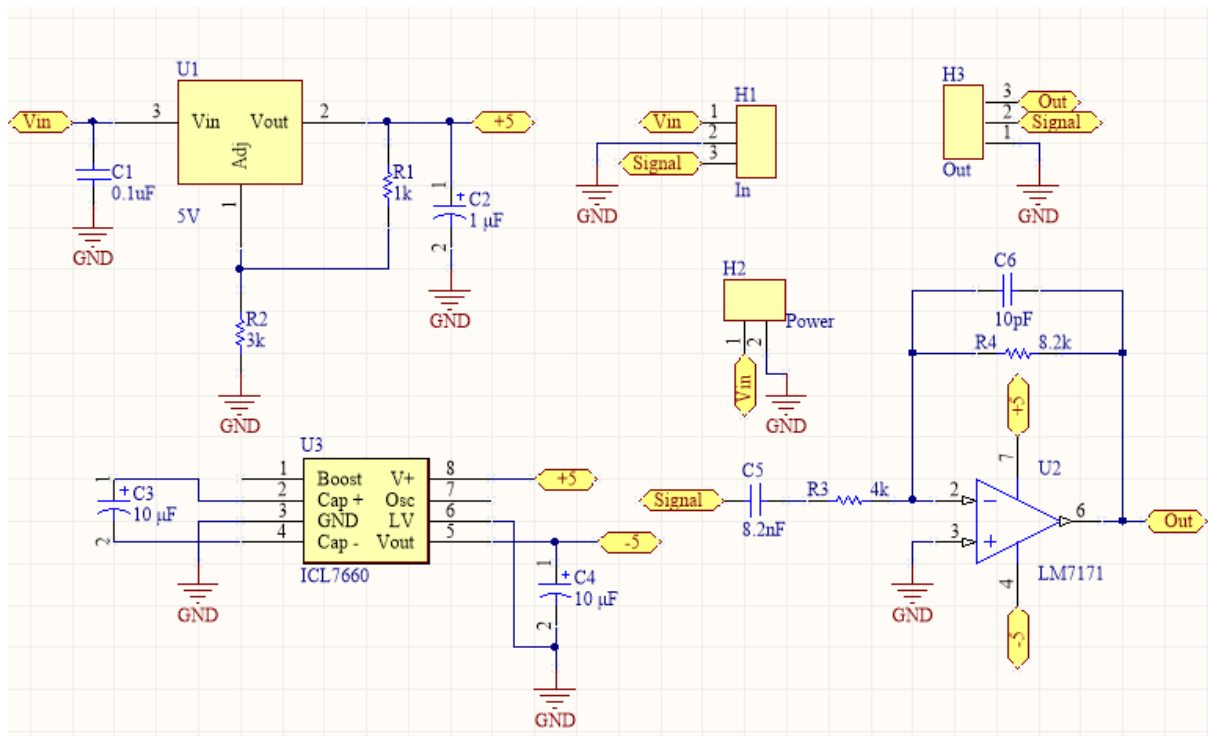 U1
Vin
3
Vin
Vout
2
+5
Adj
C1
0.1uF
R1
1k
1
C2
1 µF
+
1
2
5V
GND
GND
R2
3k
GND
H1
Vin
1
2
Signal
3
In
GND
H3
3
Out
2
Signal
1
Out
GND
H2
Power
1
2
Vin
GND
C6
10pF
R4
8.2k
+5
7
U2
C5
Signal
8.2nF
R3
4k
2
−
3
+
6
Out
LM7171
4
-5
GND
U3
1
Boost
V+
8
+5
2
Cap +
Osc
7
3
GND
LV
6
4
Cap -
Vout
5
-5
ICL7660
1
+
C3
10 µF
2
GND
1
+
C4
10 µF
2
GND